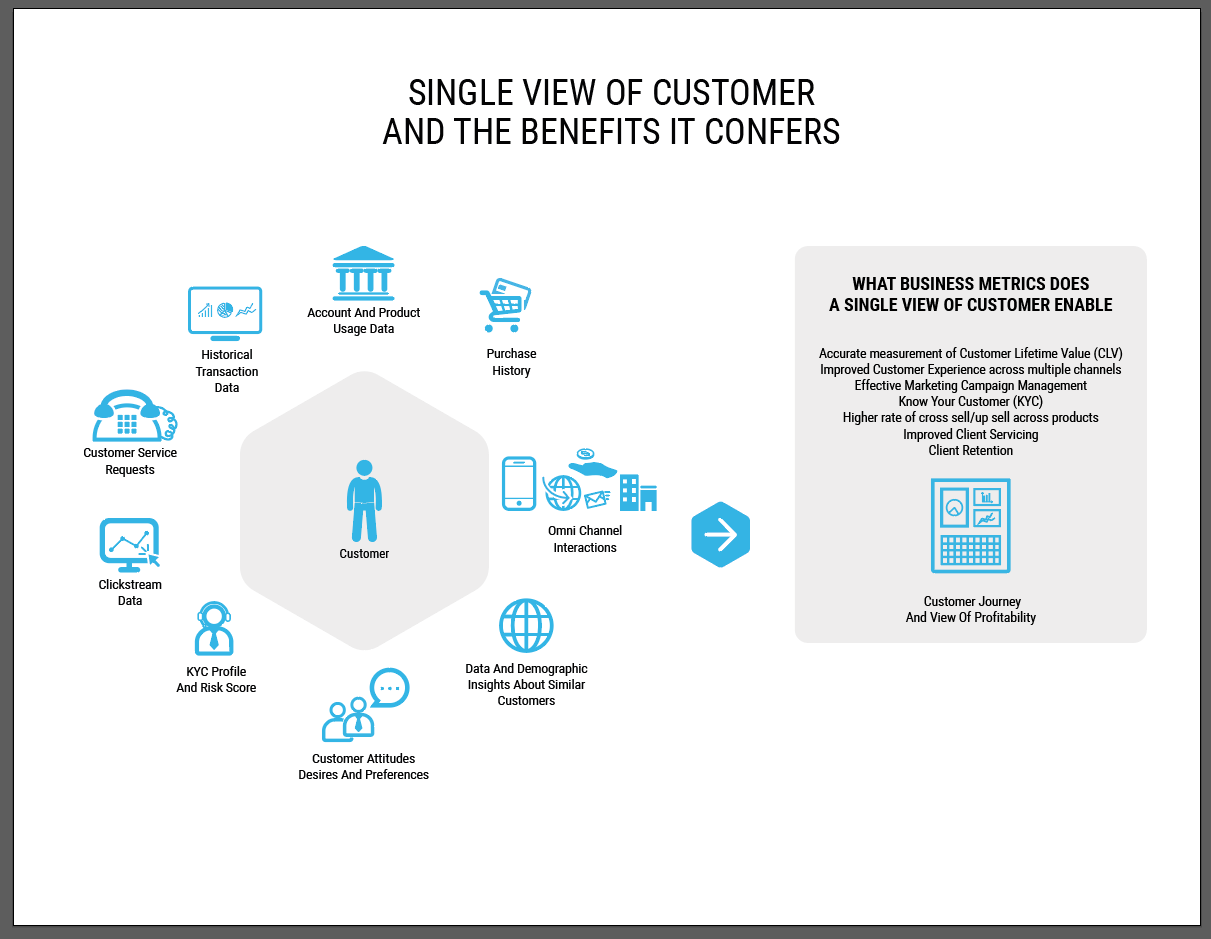 SINGLE VIEW OF CUSTOMER
AND THE BENEFITS IT CONFERS
Account And Product
Usage Data
Historical
Transaction
Data
Purchase
History
Customer Service
Requests
Customer
Omni Channel
Interactions
Clickstream
Data
KYC Profile
And Risk Score
Data And Demographic
Insights About Similar
Customers
Customer Attitudes
Desires And Preferences
WHAT BUSINESS METRICS DOES
A SINGLE VIEW OF CUSTOMER ENABLE
Accurate measurement of Customer Lifetime Value (CLV)
Improved Customer Experience across multiple channels
Effective Marketing Campaign Management
Know Your Customer (KYC)
Higher rate of cross sell/up sell across products
Improved Client Servicing
Client Retention
Customer Journey
And View Of Profitability